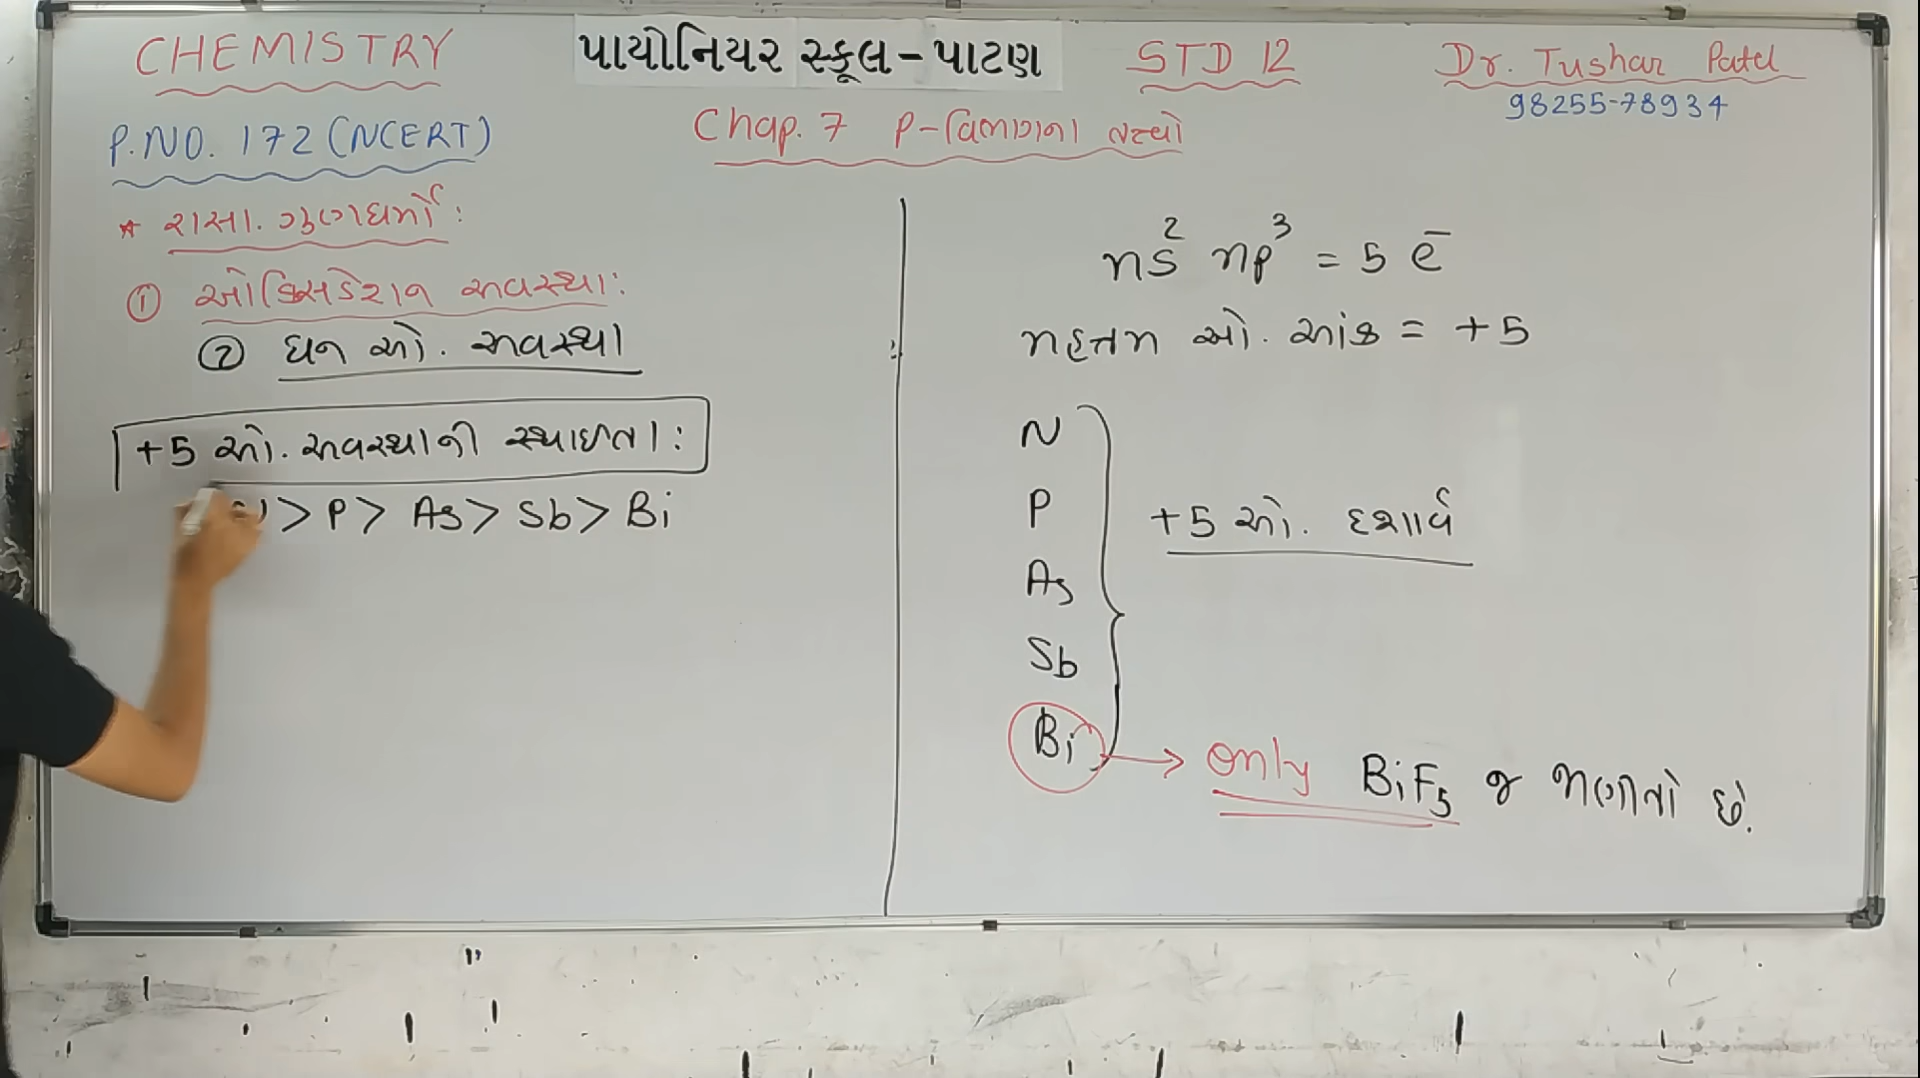 CHEMISTRY
પાયોનિયર સ્કૂલ - પાટણ
STD 12
Dr. Tushar Patel
98255-78934
P.NO. 172 (NCERT)
Chap. 7 P-વિભાગના તત્વો
* રાસા. ગુણધર્મો:
① ઓક્સિડેશન અવસ્થા:
② ધન ઓ. અવસ્થા
+5 ઓ. અવસ્થાની સ્થાઈતા:
> P > As > Sb > Bi
ns² np³ = 5 e⁻
મહત્તમ ઓ. આંક = +5
N
P
+5 ઓ. દર્શાવે
As
Sb
Bi → only BiF₅ જ જાણીતો છે.